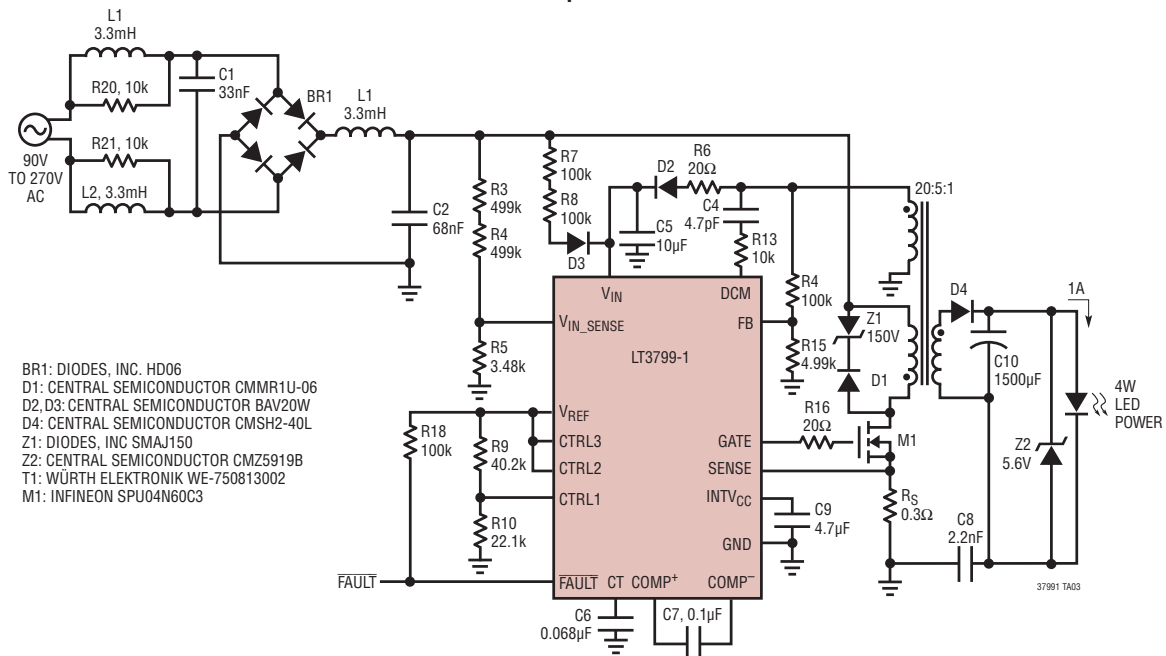 L1
3.3mH
R20, 10k
C1
33nF
BR1
L1
3.3mH
R21, 10k
L2, 3.3mH
90V
TO 270V
AC
C2
68nF
R3
499k
R4
499k
R5
3.48k
R7
100k
R8
100k
D3
C5
10µF
D2
R6
20Ω
C4
4.7pF
R13
10k
R4
100k
R15
4.99k
20:5:1
Z1
150V
D1
D4
1A
C10
1500µF
4W
LED
POWER
Z2
5.6V
VIN
DCM
VIN_SENSE
FB
LT3799-1
VREF
CTRL3
CTRL2
CTRL1
GATE
SENSE
INTVCC
GND
FAULT
CT
COMP+
COMP–
R16
20Ω
M1
RS
0.3Ω
C8
2.2nF
C9
4.7µF
R18
100k
R9
40.2k
R10
22.1k
FAULT
C6
0.068µF
C7, 0.1µF
BR1: DIODES, INC. HD06
D1: CENTRAL SEMICONDUCTOR CMMR1U-06
D2,D3: CENTRAL SEMICONDUCTOR BAV20W
D4: CENTRAL SEMICONDUCTOR CMSH2-40L
Z1: DIODES, INC SMAJ150
Z2: CENTRAL SEMICONDUCTOR CMZ5919B
T1: WÜRTH ELEKTRONIK WE-750813002
M1: INFINEON SPU04N60C3
37991 TA03